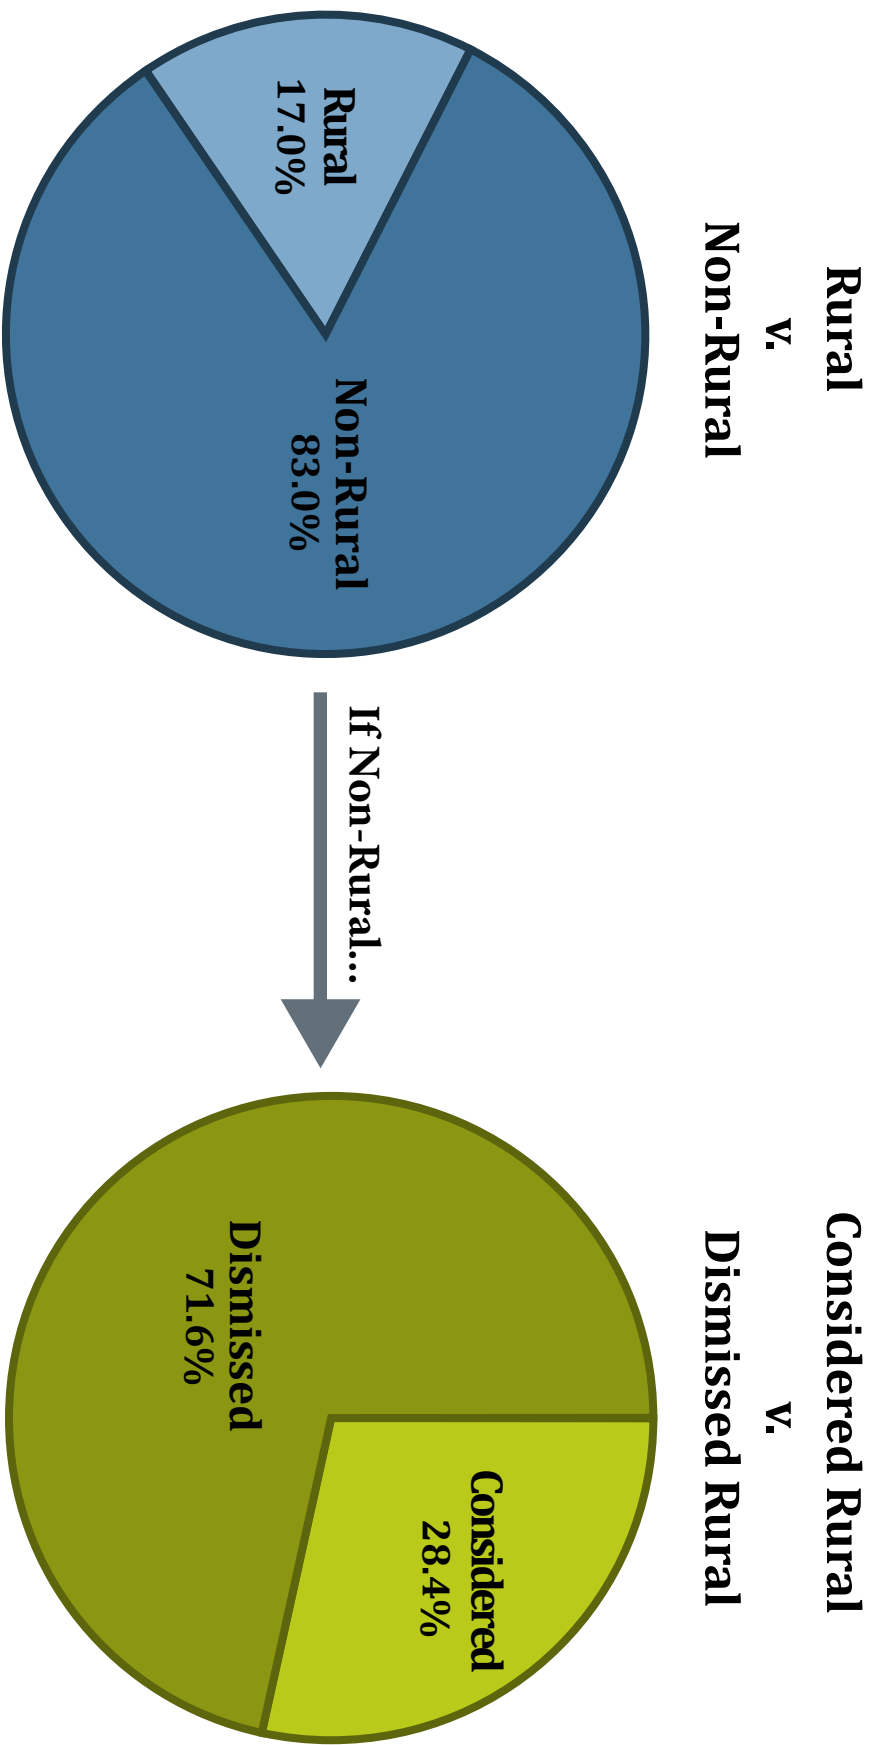 Rural
v.
Non-Rural
Rural
17.0%
Non-Rural
83.0%
If Non-Rural...
Considered Rural
v.
Dismissed Rural
Considered
28.4%
Dismissed
71.6%